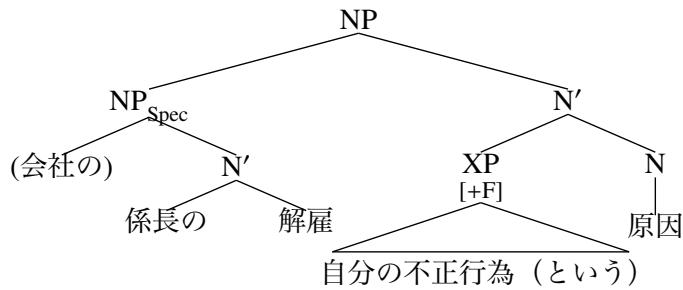 NP
NP_Spec N′
(会社の) N′ XP N
[+F]
係長の 解雇 原因
自分の不正行為（という）